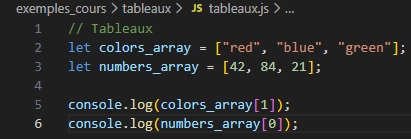 exemples_cours > tableaux > JS tableaux.js > ...
1 // Tableaux
2 let colors_array = ["red", "blue", "green"];
3 let numbers_array = [42, 84, 21];
4
5 console.log(colors_array[1]);
6 console.log(numbers_array[0]);